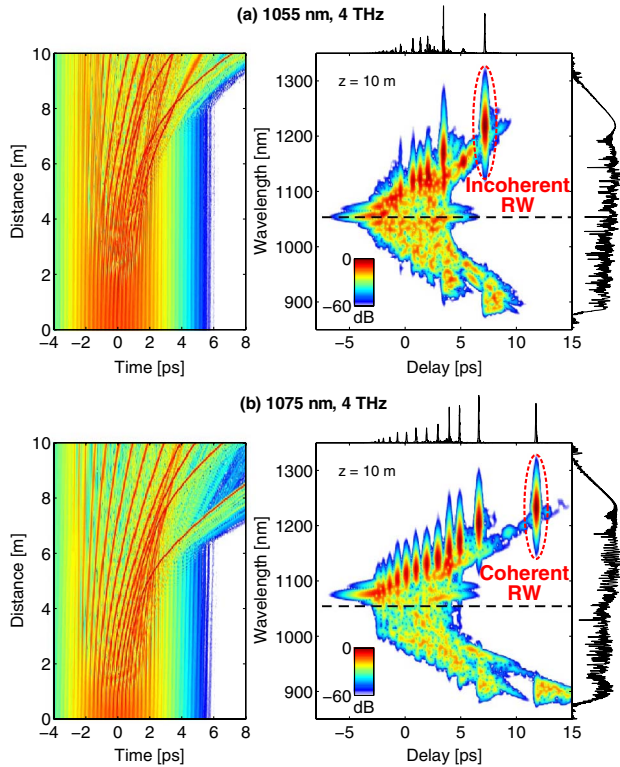 (a) 1055 nm, 4 THz
10
8
6
4
2
0
Distance [m]
−4 −2 0 2 4 6 8
Time [ps]
z = 10 m
1300
1200
1100
1000
900
Wavelength [nm]
Incoherent
RW
0
−60
dB
−5 0 5 10 15
Delay [ps]
(b) 1075 nm, 4 THz
10
8
6
4
2
0
Distance [m]
−4 −2 0 2 4 6 8
Time [ps]
z = 10 m
1300
1200
1100
1000
900
Wavelength [nm]
Coherent
RW
0
−60
dB
−5 0 5 10 15
Delay [ps]